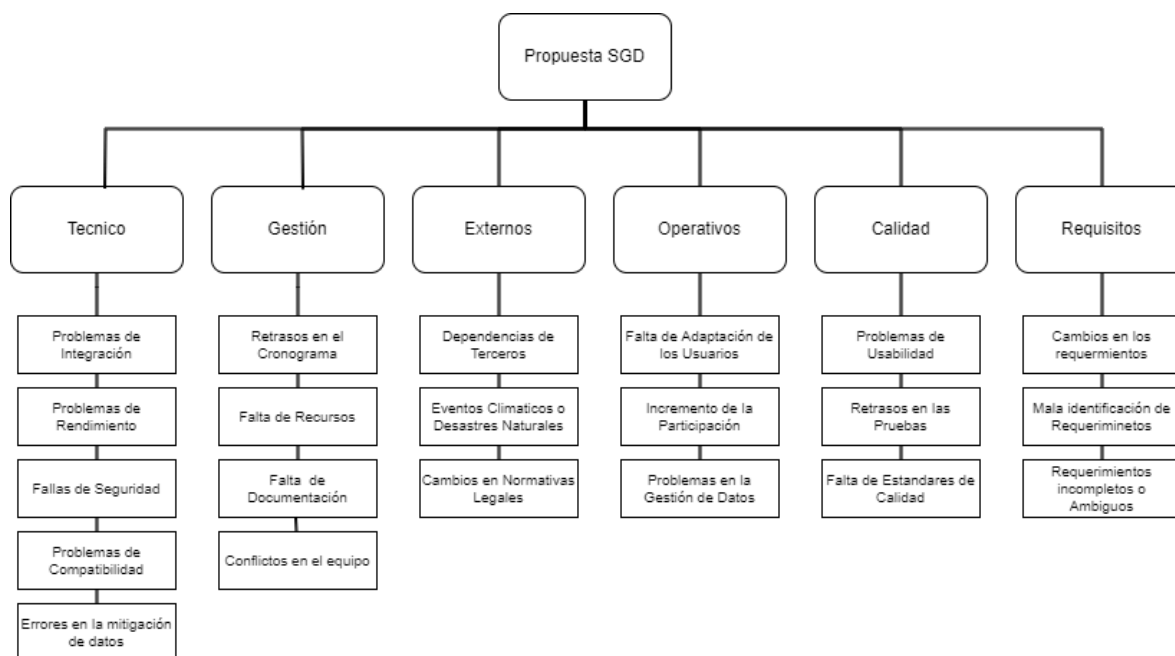 Propuesta SGD
Tecnico
Gestión
Externos
Operativos
Calidad
Requisitos
Problemas de
Integración
Problemas de
Rendimiento
Fallas de Seguridad
Problemas de
Compatibilidad
Errores en la mitigación
de datos
Retrasos en el
Cronograma
Falta de Recursos
Falta de
Documentación
Conflictos en el equipo
Dependencias de
Terceros
Eventos Climaticos o
Desastres Naturales
Cambios en Normativas
Legales
Falta de Adaptación de
los Usuarios
Incremento de la
Participación
Problemas en la
Gestión de Datos
Problemas de
Usabilidad
Retrasos en las
Pruebas
Falta de Estandares de
Calidad
Cambios en los
requermientos
Mala identificación de
Requeriminetos
Requerimientos
incompletos o
Ambiguos